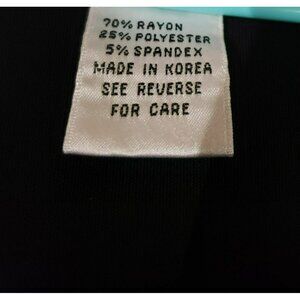 70% RAYON
25% POLYESTER
5% SPANDEX
MADE IN KOREA
SEE REVERSE
FOR CARE